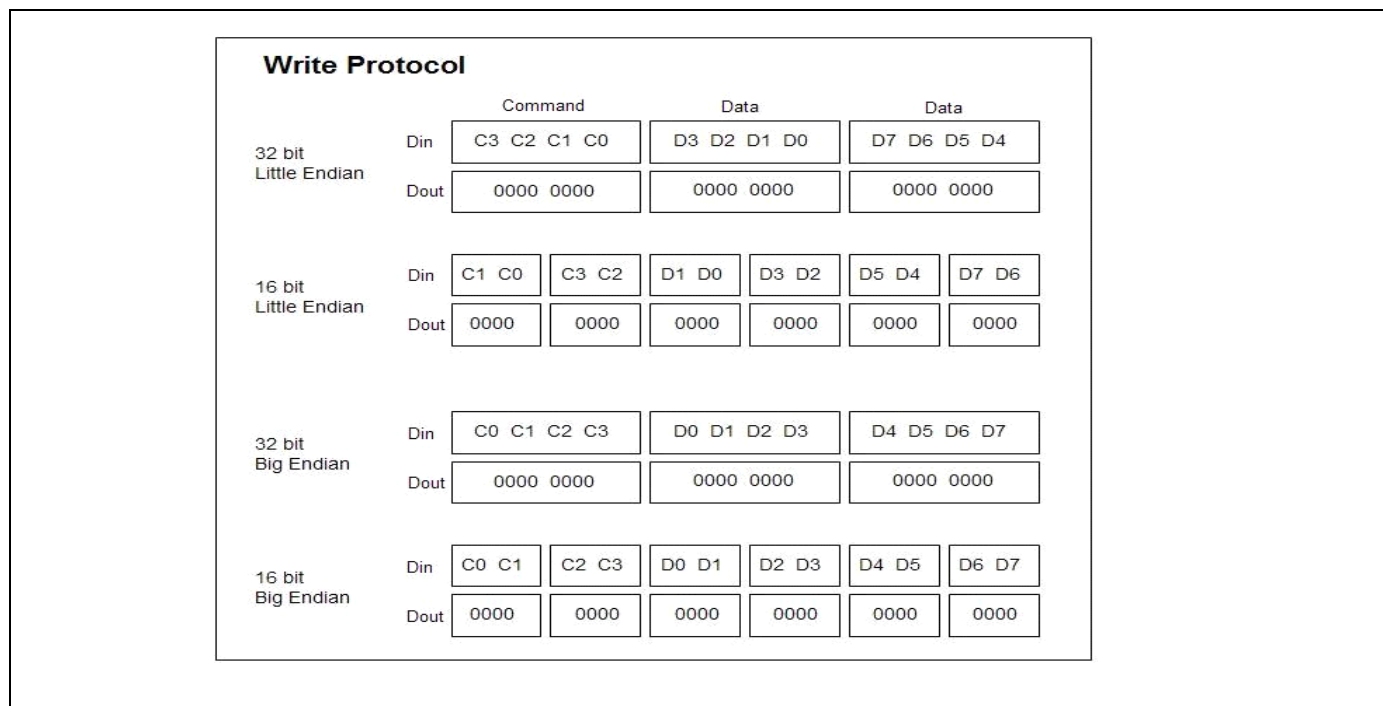 Write Protocol
Command Data Data
32 bit
Little Endian
Din C3 C2 C1 C0 D3 D2 D1 D0 D7 D6 D5 D4
Dout 0000 0000 0000 0000 0000 0000
16 bit
Little Endian
Din C1 C0 C3 C2 D1 D0 D3 D2 D5 D4 D7 D6
Dout 0000 0000 0000 0000 0000 0000
32 bit
Big Endian
Din C0 C1 C2 C3 D0 D1 D2 D3 D4 D5 D6 D7
Dout 0000 0000 0000 0000 0000 0000
16 bit
Big Endian
Din C0 C1 C2 C3 D0 D1 D2 D3 D4 D5 D6 D7
Dout 0000 0000 0000 0000 0000 0000